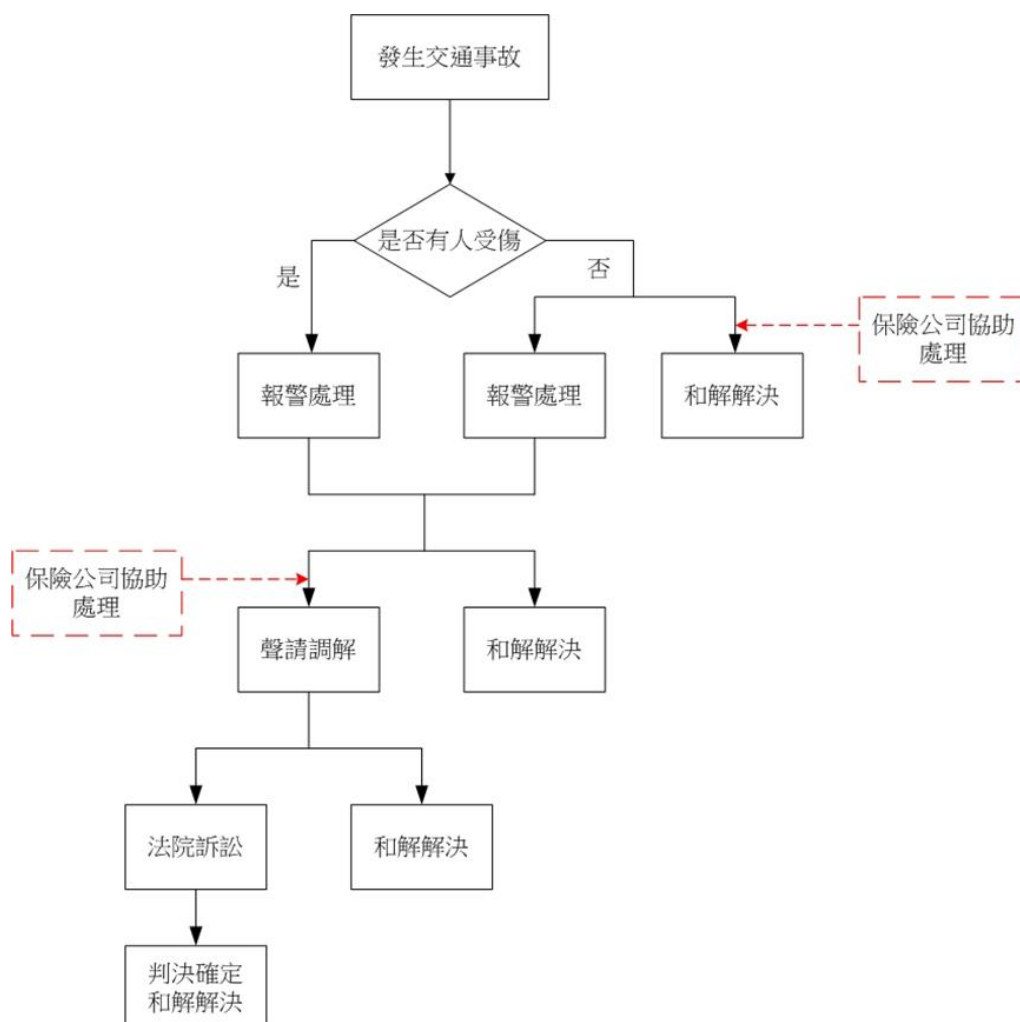 發生交通事故
是否有人受傷
是
否
保險公司協助
處理
報警處理
報警處理
和解解決
保險公司協助
處理
聲請調解
和解解決
法院訴訟
和解解決
判決確定
和解解決